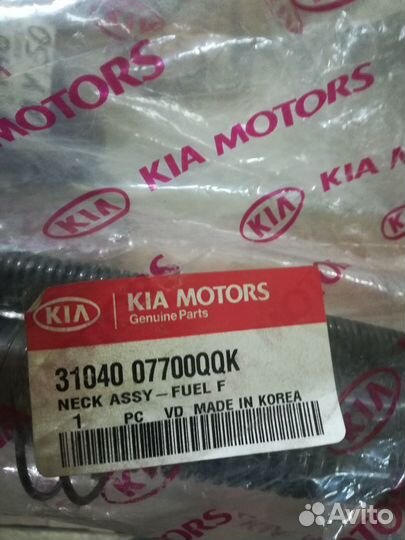 KIA MOTORS
KIA
KIA MOTORS
KIA
KIA MOTORS
Genuine Parts
31040 07700QQK
NECK ASSY-FUEL F
1 PC VD MADE IN KOREA
KIA
KIA
Avito